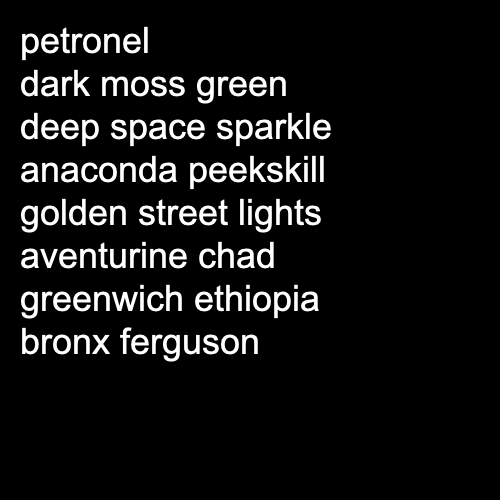 petronel
dark moss green
deep space sparkle
anaconda peekskill
golden street lights
aventurine chad
greenwich ethiopia
bronx ferguson